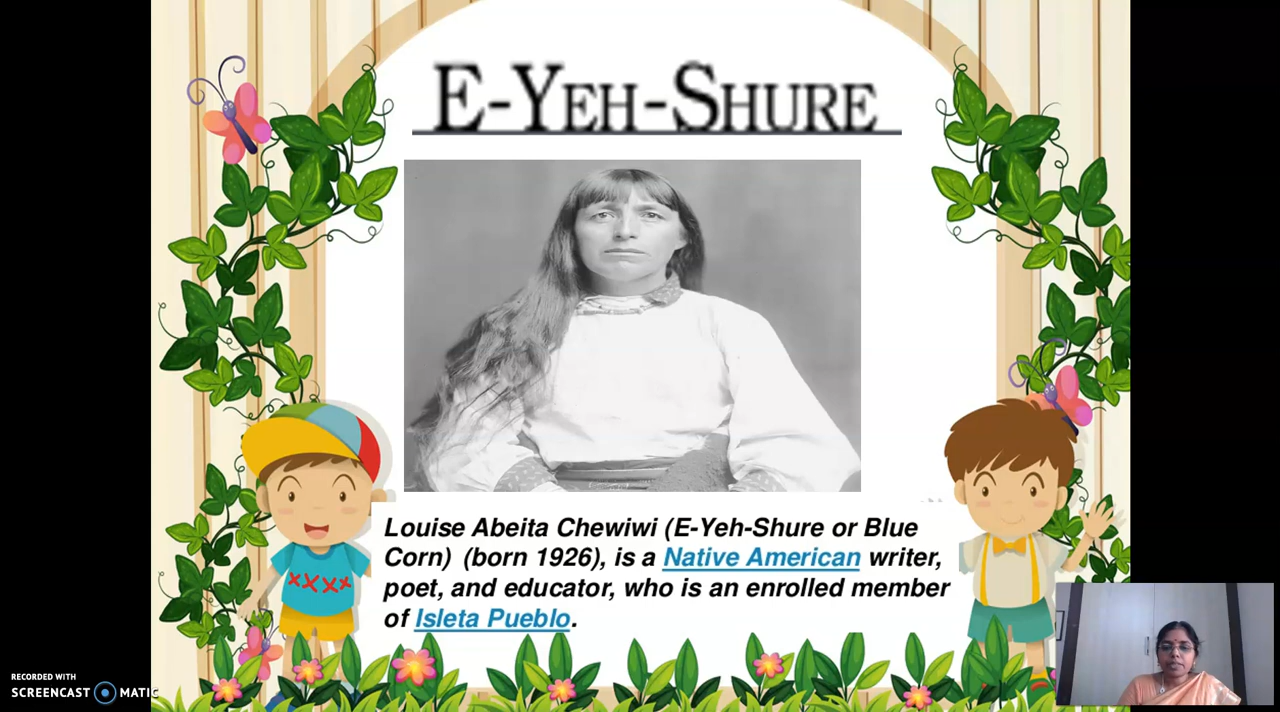 E-YEH-SHURE
Louise Abeita Chewiwi (E-Yeh-Shure or Blue
Corn) (born 1926), is a Native American writer,
poet, and educator, who is an enrolled member
of Isleta Pueblo.
RECORDED WITH
SCREENCAST MATIC